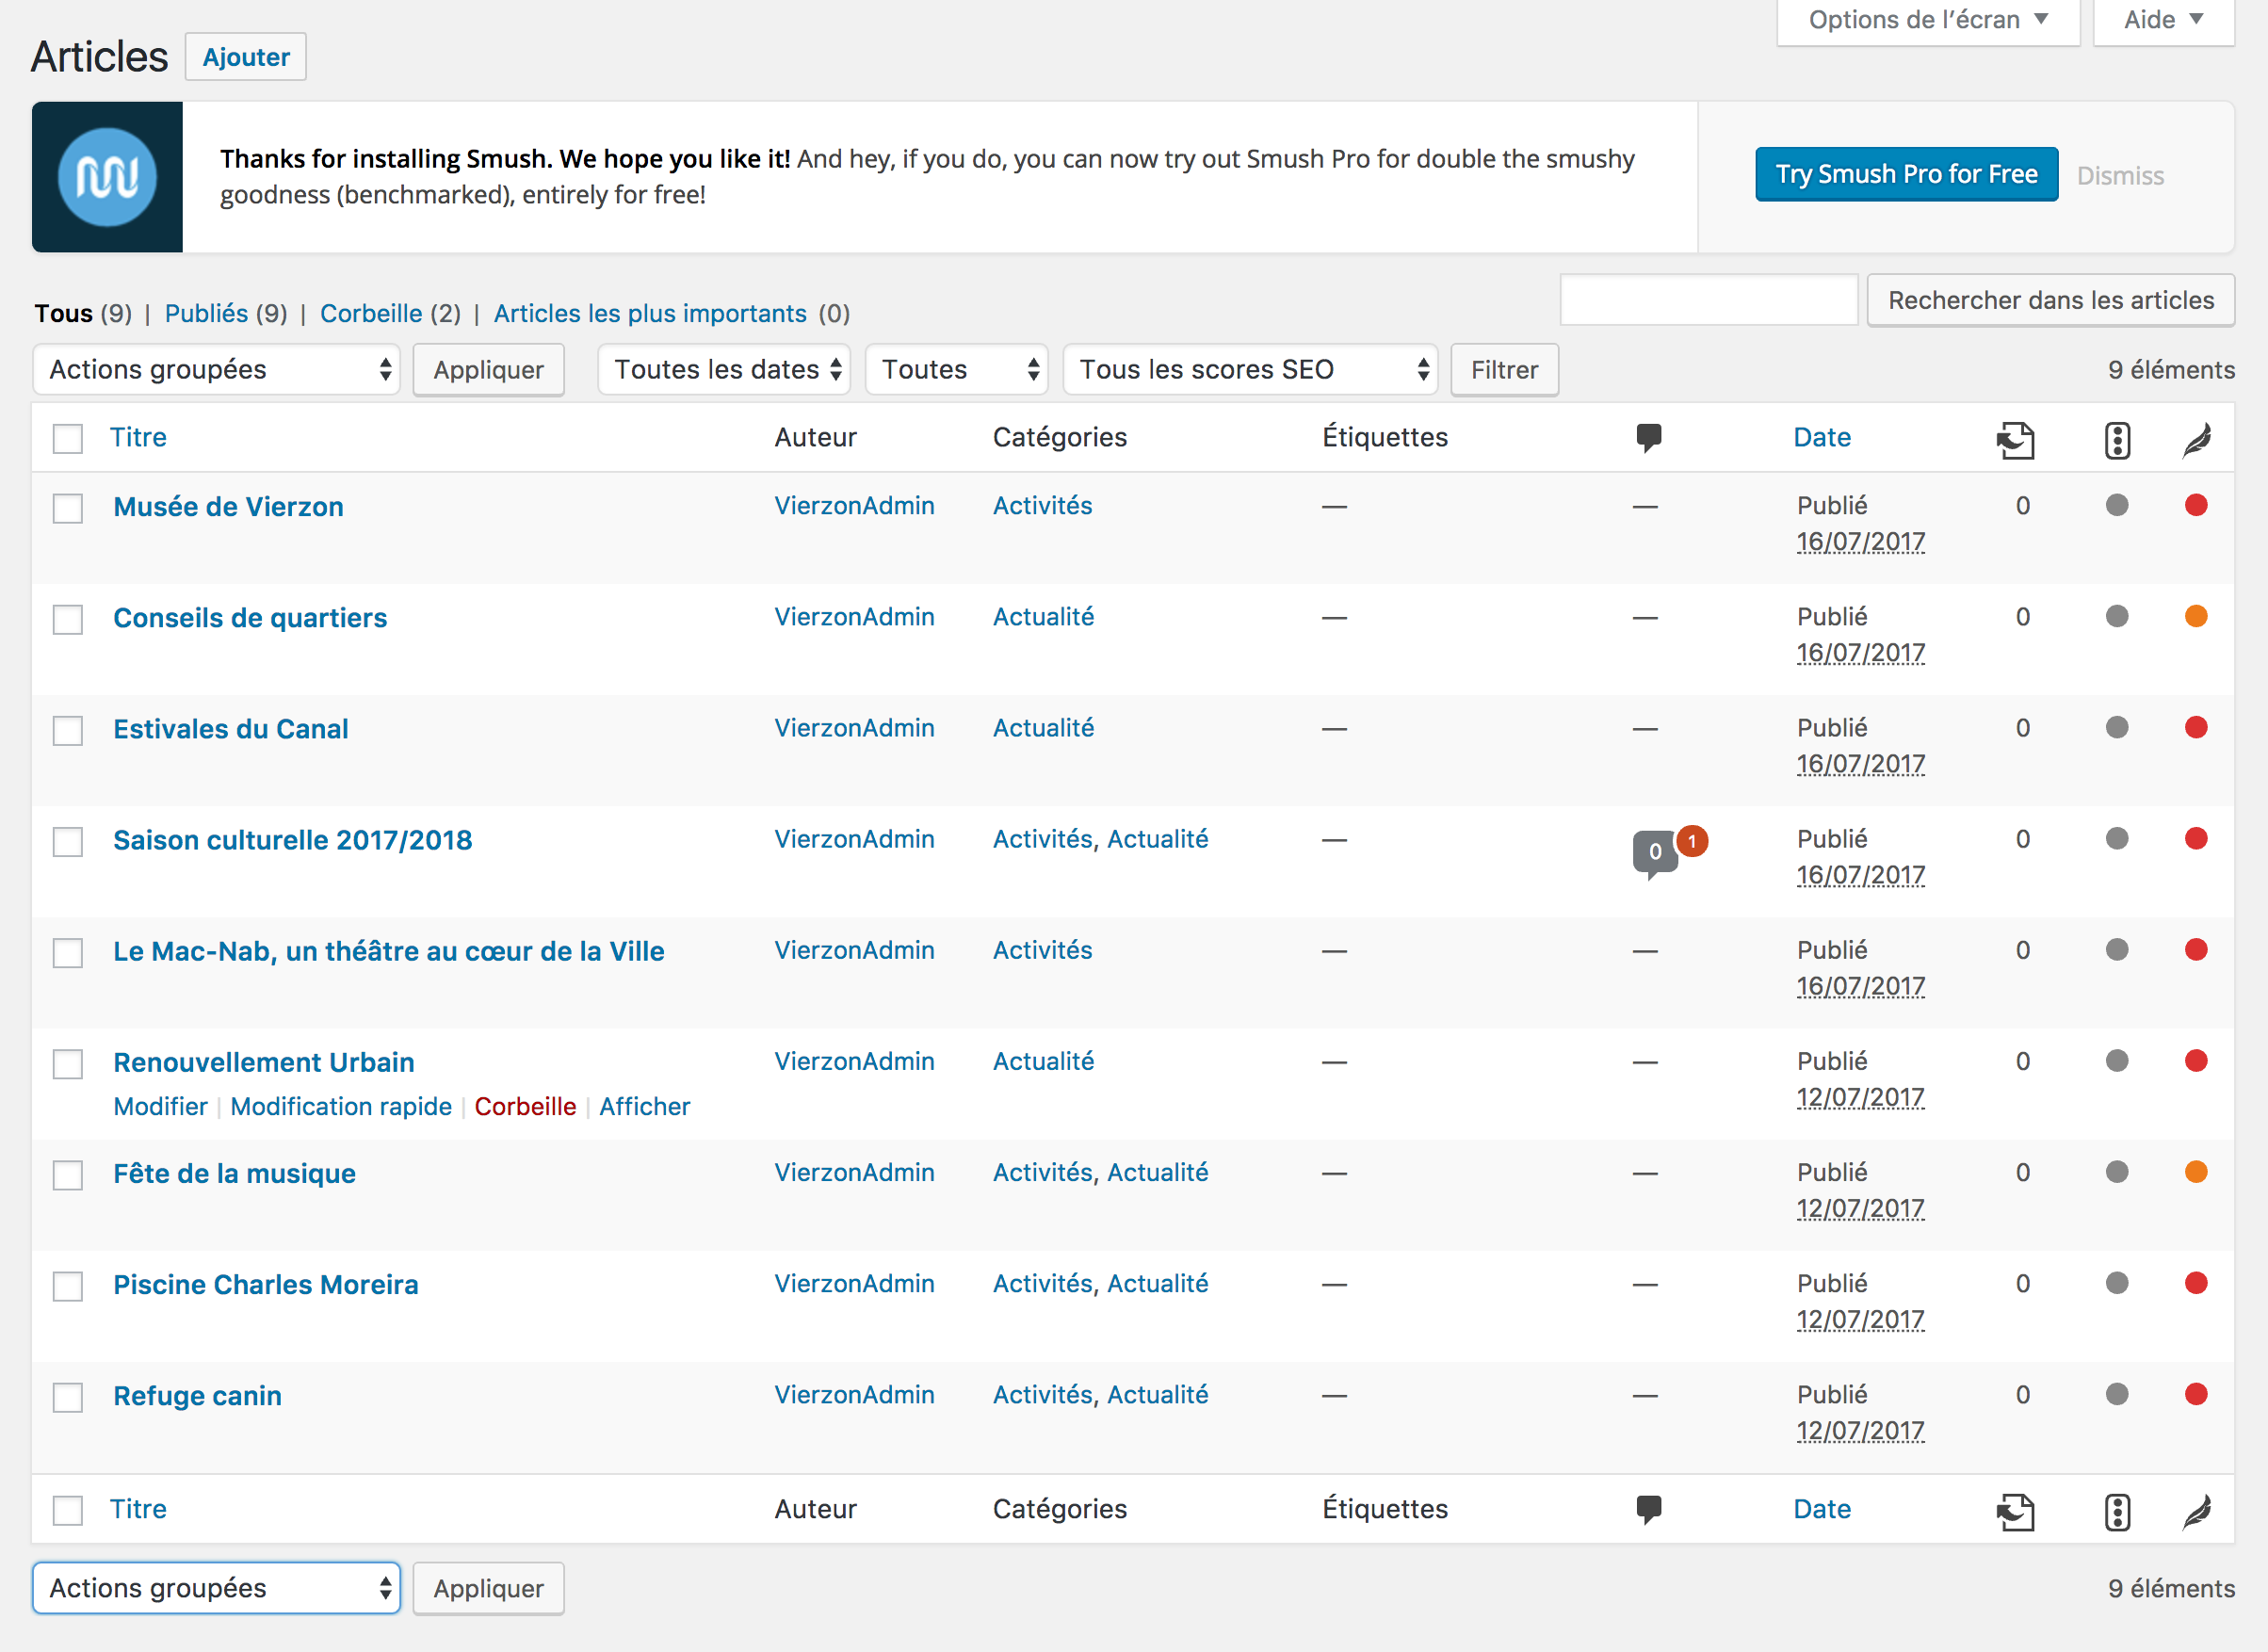 Options de l’écran
Aide
Articles Ajouter
Thanks for installing Smush. We hope you like it! And hey, if you do, you can now try out Smush Pro for double the smushy
goodness (benchmarked), entirely for free!
Try Smush Pro for Free Dismiss
Tous (9) | Publiés (9) | Corbeille (2) | Articles les plus importants (0)
Rechercher dans les articles
Actions groupées Appliquer Toutes les dates Toutes Tous les scores SEO Filtrer 9 éléments
Titre Auteur Catégories Étiquettes Date
Musée de Vierzon VierzonAdmin Activités — — Publié 0
16/07/2017
Conseils de quartiers VierzonAdmin Actualité — — Publié 0
16/07/2017
Estivales du Canal VierzonAdmin Actualité — — Publié 0
16/07/2017
Saison culturelle 2017/2018 VierzonAdmin Activités, Actualité — 0 1 Publié 0
16/07/2017
Le Mac-Nab, un théâtre au cœur de la Ville VierzonAdmin Activités — — Publié 0
16/07/2017
Renouvellement Urbain VierzonAdmin Actualité — — Publié 0
Modifier | Modification rapide | Corbeille | Afficher 12/07/2017
Fête de la musique VierzonAdmin Activités, Actualité — — Publié 0
12/07/2017
Piscine Charles Moreira VierzonAdmin Activités, Actualité — — Publié 0
12/07/2017
Refuge canin VierzonAdmin Activités, Actualité — — Publié 0
12/07/2017
Titre Auteur Catégories Étiquettes Date
Actions groupées Appliquer 9 éléments